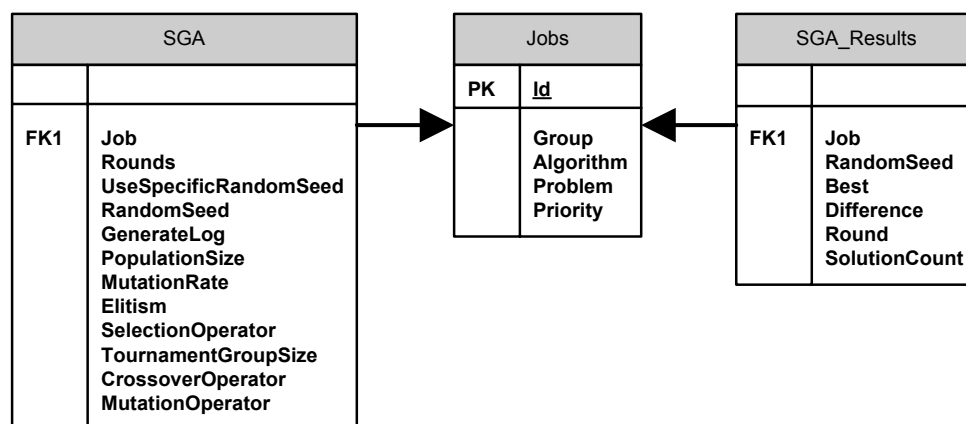 SGA
FK1 Job
Rounds
UseSpecificRandomSeed
RandomSeed
GenerateLog
PopulationSize
MutationRate
Elitism
SelectionOperator
TournamentGroupSize
CrossoverOperator
MutationOperator
Jobs
PK Id
Group
Algorithm
Problem
Priority
SGA_Results
FK1 Job
RandomSeed
Best
Difference
Round
SolutionCount